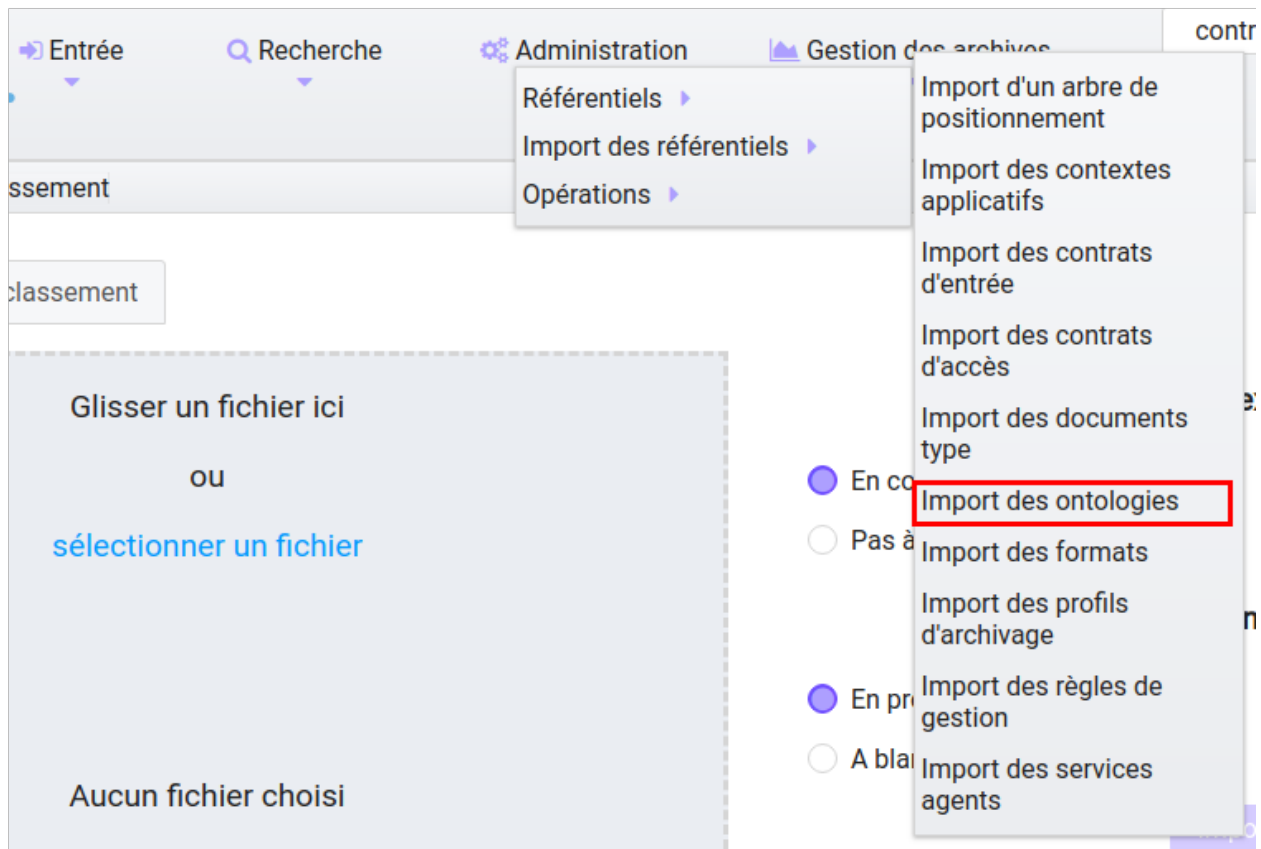 Entrée
Recherche
Administration
Gestion des archives
contr
Référentiels
Import des référentiels
Opérations
ssement
classement
Glisser un fichier ici
ou
sélectionner un fichier
Aucun fichier choisi
En co
Pas à
En pr
A bla
Import d'un arbre de
positionnement
Import des contextes
applicatifs
Import des contrats
d'entrée
Import des contrats
d'accès
Import des documents
type
Import des ontologies
Import des formats
Import des profils
d'archivage
Import des règles de
gestion
Import des services
agents